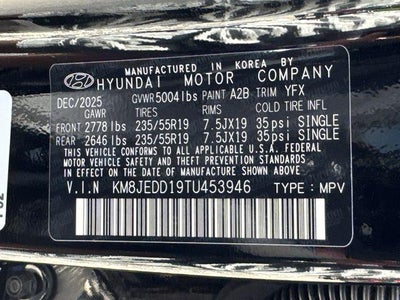 MANUFACTURED IN KOREA BY
HYUNDAI MOTOR COMPANY
DEC/2025 GVWR 5004 lbs PAINT A2B TRIM YFX
GAWR TIRE RIM COLD TIRE INFL
FRONT 2778 lbs 235/55R19 7.5JX19 35psi SINGLE
REAR 2646 lbs 235/55R19 7.5JX19 35psi SINGLE
THIS VEHICLE CONFORMS TO ALL APPLICABLE U.S.A. FEDERAL
MOTOR VEHICLE SAFETY, BUMPER, AND THEFT PREVENTION
STANDARDS IN EFFECT ON THE DATE OF MANUFACTURE SHOWN ABOVE.
V.I.N KM8JEDD19TU453946 TYPE : MPV